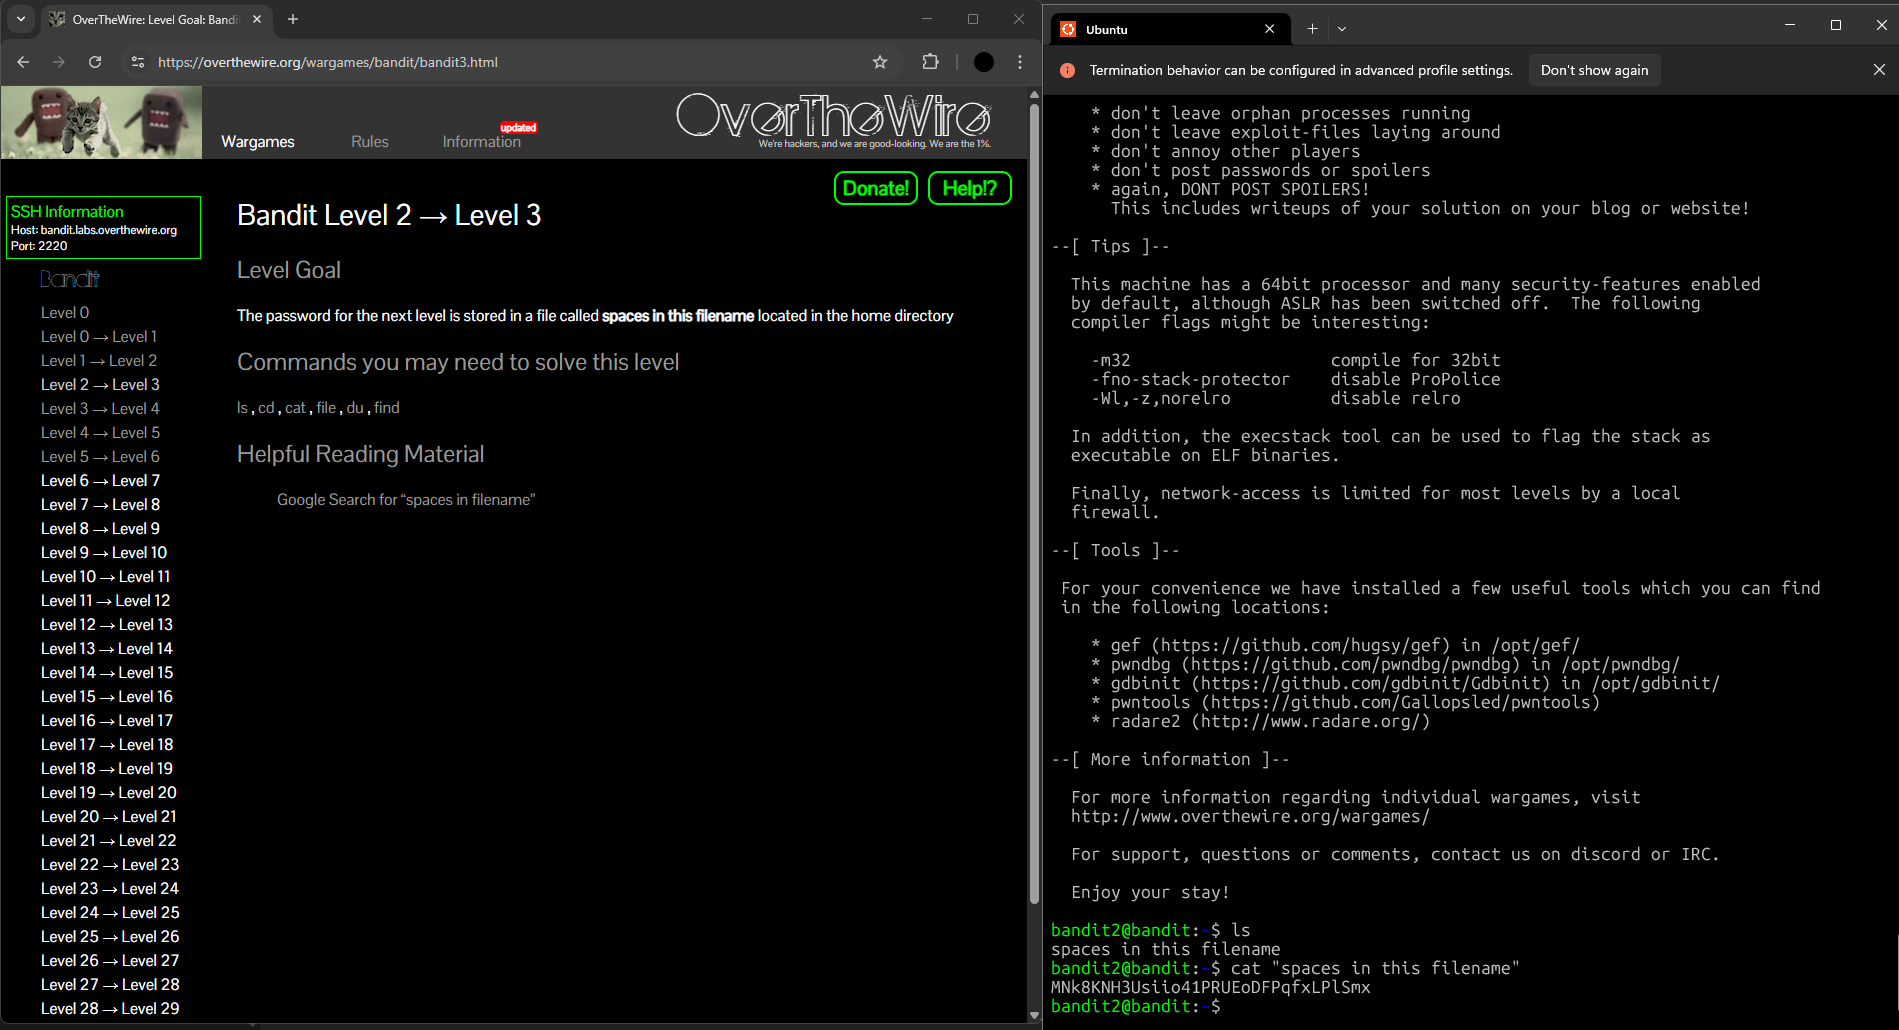 OverTheWire: Level Goal: Bandi
https://overthewire.org/wargames/bandit/bandit3.html
Wargames
Rules
Information
updated
OverTheWire
We're hackers, and we are good-looking. We are the 1%.
Donate!
Help!?
SSH Information
Host: bandit.labs.overthewire.org
Port: 2220
Bandit
Level 0
Level 0 → Level 1
Level 1 → Level 2
Level 2 → Level 3
Level 3 → Level 4
Level 4 → Level 5
Level 5 → Level 6
Level 6 → Level 7
Level 7 → Level 8
Level 8 → Level 9
Level 9 → Level 10
Level 10 → Level 11
Level 11 → Level 12
Level 12 → Level 13
Level 13 → Level 14
Level 14 → Level 15
Level 15 → Level 16
Level 16 → Level 17
Level 17 → Level 18
Level 18 → Level 19
Level 19 → Level 20
Level 20 → Level 21
Level 21 → Level 22
Level 22 → Level 23
Level 23 → Level 24
Level 24 → Level 25
Level 25 → Level 26
Level 26 → Level 27
Level 27 → Level 28
Level 28 → Level 29
Bandit Level 2 → Level 3
Level Goal
The password for the next level is stored in a file called spaces in this filename located in the home directory
Commands you may need to solve this level
ls , cd , cat , file , du , find
Helpful Reading Material
Google Search for “spaces in filename”
Ubuntu
Termination behavior can be configured in advanced profile settings.
Don't show again
* don't leave orphan processes running
* don't leave exploit-files laying around
* don't annoy other players
* don't post passwords or spoilers
* again, DONT POST SPOILERS!
This includes writeups of your solution on your blog or website!
--[ Tips ]--
This machine has a 64bit processor and many security-features enabled
by default, although ASLR has been switched off.  The following
compiler flags might be interesting:
-m32                    compile for 32bit
-fno-stack-protector    disable ProPolice
-Wl,-z,norelro          disable relro
In addition, the execstack tool can be used to flag the stack as
executable on ELF binaries.
Finally, network-access is limited for most levels by a local
firewall.
--[ Tools ]--
For your convenience we have installed a few useful tools which you can find
in the following locations:
* gef (https://github.com/hugsy/gef) in /opt/gef/
* pwndbg (https://github.com/pwndbg/pwndbg) in /opt/pwndbg/
* gdbinit (https://github.com/gdbinit/Gdbinit) in /opt/gdbinit/
* pwntools (https://github.com/Gallopsled/pwntools)
* radare2 (http://www.radare.org/)
--[ More information ]--
For more information regarding individual wargames, visit
http://www.overthewire.org/wargames/
For support, questions or comments, contact us on discord or IRC.
Enjoy your stay!
bandit2@bandit:~$ ls
spaces in this filename
bandit2@bandit:~$ cat "spaces in this filename"
MNk8KNH3Usiio41PRUEoDFPqfxLPlSmx
bandit2@bandit:~$